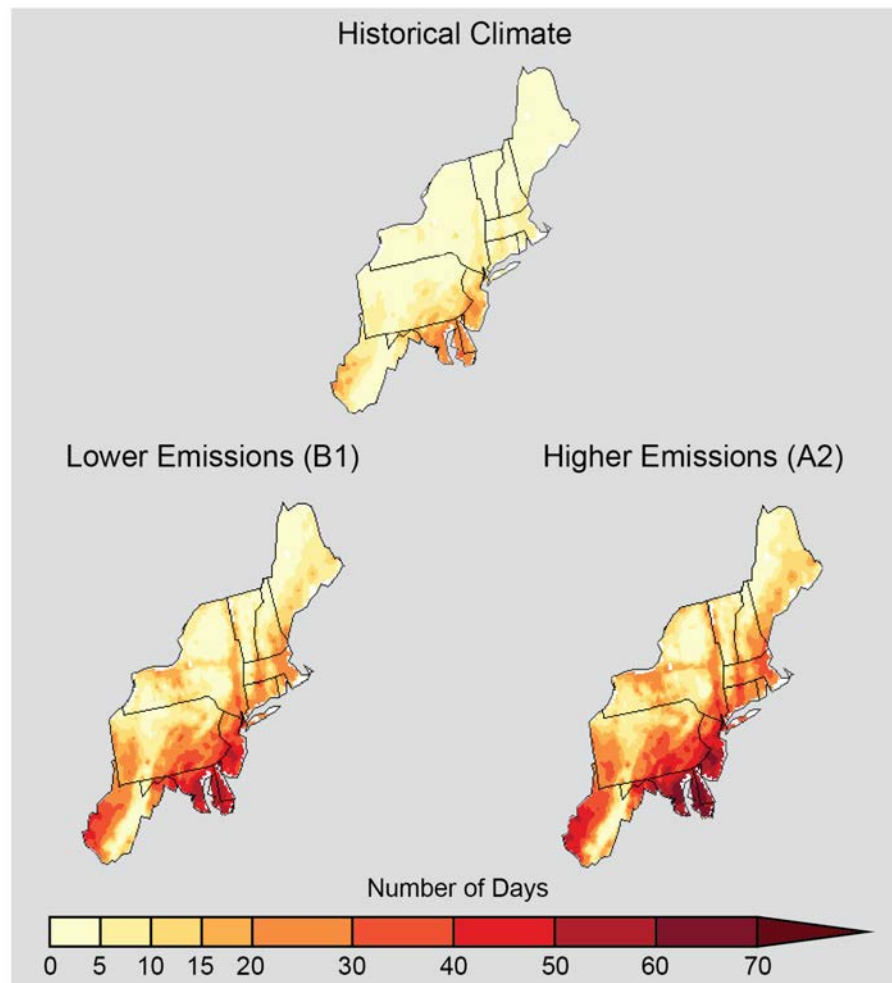 Historical Climate
Lower Emissions (B1)
Higher Emissions (A2)
Number of Days
0 5 10 15 20 30 40 50 60 70